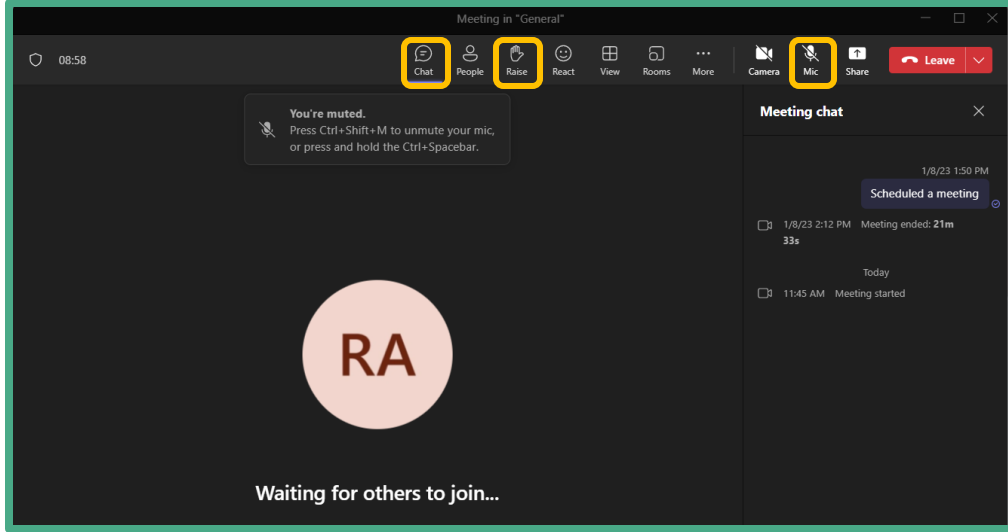 Meeting in "General"
08:58
Chat People Raise React View Rooms More Camera Mic Share Leave
You're muted.
Press Ctrl+Shift+M to unmute your mic,
or press and hold the Ctrl+Spacebar.
Meeting chat
1/8/23 1:50 PM
Scheduled a meeting
1/8/23 2:12 PM Meeting ended: 21m
33s
Today
11:45 AM Meeting started
RA
Waiting for others to join...